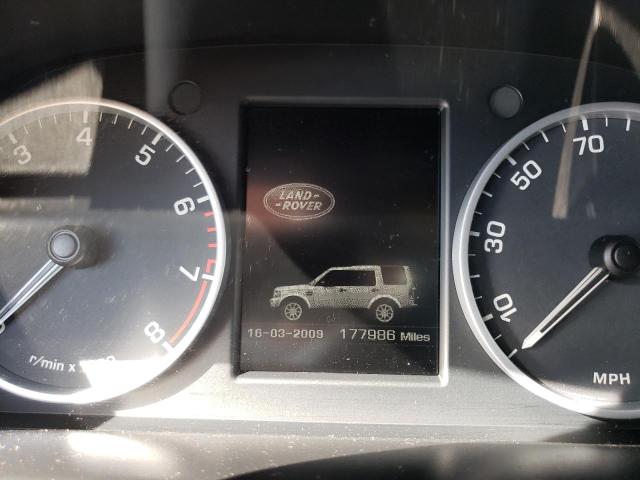 3 4 5 6 7 8
r/min x
LAND-
-ROVER
16-03-2009 177986 Miles
10 30 50 70
MPH